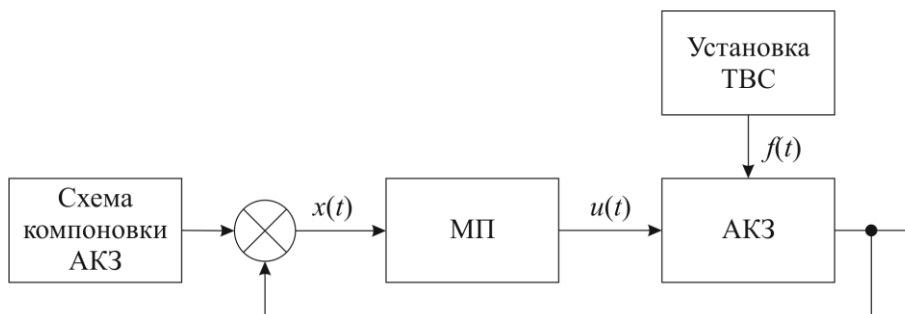 Установка
ТВС
f(t)
Схема
компоновки
АКЗ
x(t)
МП
u(t)
АКЗ